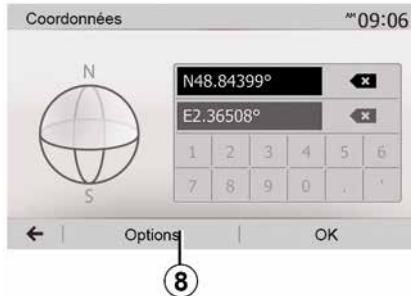 Coordonnées AM 09:06
N
S
N48.84399°
E2.36508°
1 2 3 4 5 6
7 8 9 0 . '
Options OK
8